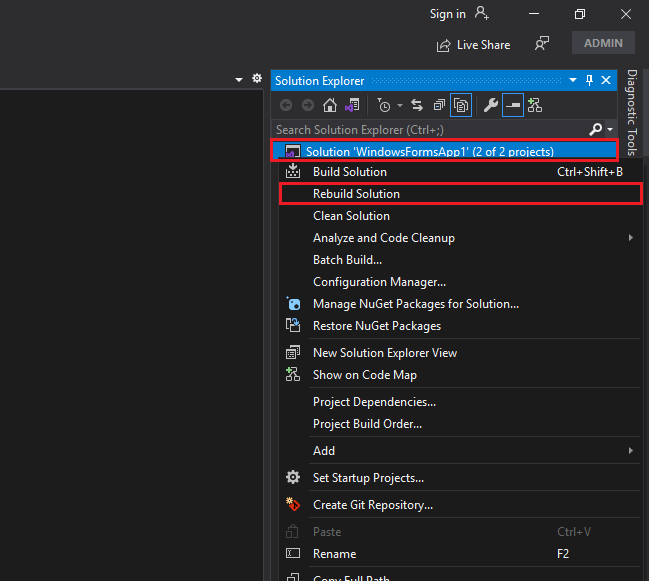 Sign in
Live Share
ADMIN
Solution Explorer
Diagnostic Tools
Search Solution Explorer (Ctrl+;)
Solution 'WindowsFormsApp1' (2 of 2 projects)
Build Solution Ctrl+Shift+B
Rebuild Solution
Clean Solution
Analyze and Code Cleanup
Batch Build...
Configuration Manager...
Manage NuGet Packages for Solution...
Restore NuGet Packages
New Solution Explorer View
Show on Code Map
Project Dependencies...
Project Build Order...
Add
Set Startup Projects...
Create Git Repository...
Paste Ctrl+V
Rename F2
Copy Full Path